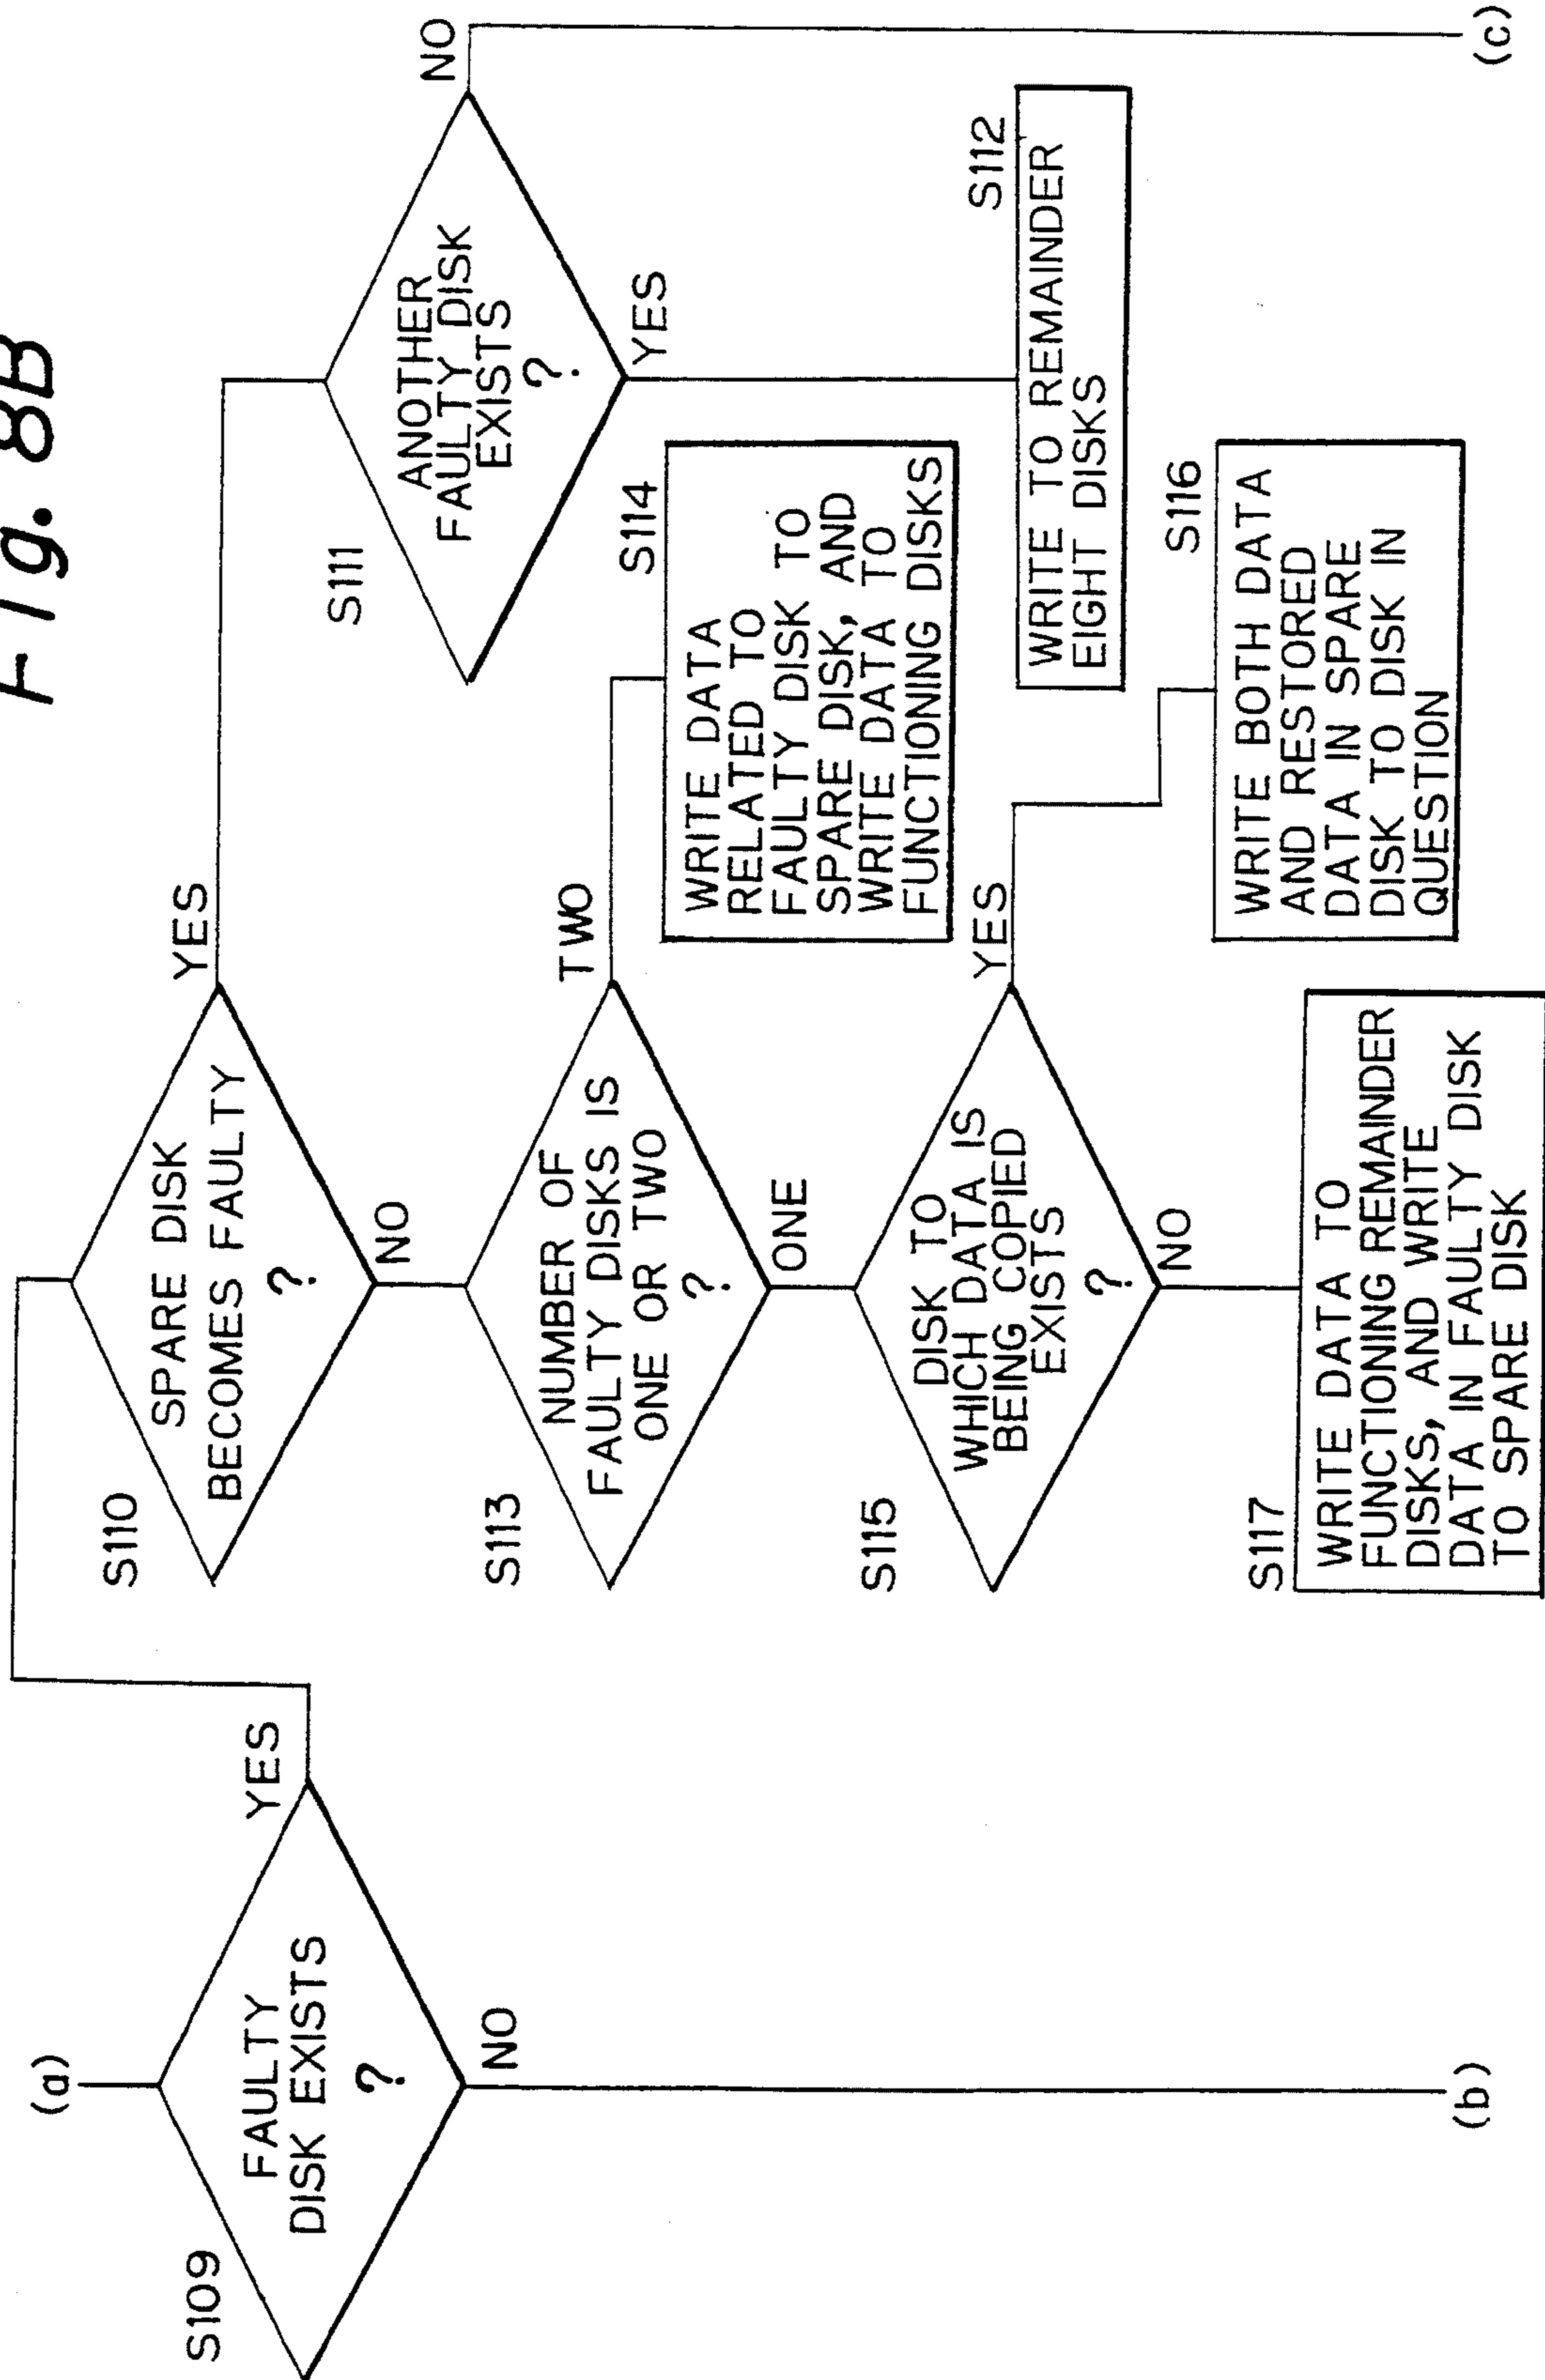 Fig. 8B
(a)
S109
FAULTY
DISK EXISTS
?
YES
NO
(b)
S110
SPARE DISK
BECOMES FAULTY
?
YES
NO
S111
ANOTHER
FAULTY DISK
EXISTS
?
NO
YES
(c)
S112
WRITE TO REMAINDER
EIGHT DISKS
S113
NUMBER OF
FAULTY DISKS IS
ONE OR TWO
?
TWO
ONE
S114
WRITE DATA
RELATED TO
FAULTY DISK TO
SPARE DISK, AND
WRITE DATA TO
FUNCTIONING DISKS
S115
DISK TO
WHICH DATA IS
BEING COPIED
EXISTS
?
YES
NO
S116
WRITE BOTH DATA
AND RESTORED
DATA IN SPARE
DISK TO DISK IN
QUESTION
S117
WRITE DATA TO
FUNCTIONING REMAINDER
DISKS, AND WRITE
DATA IN FAULTY DISK
TO SPARE DISK